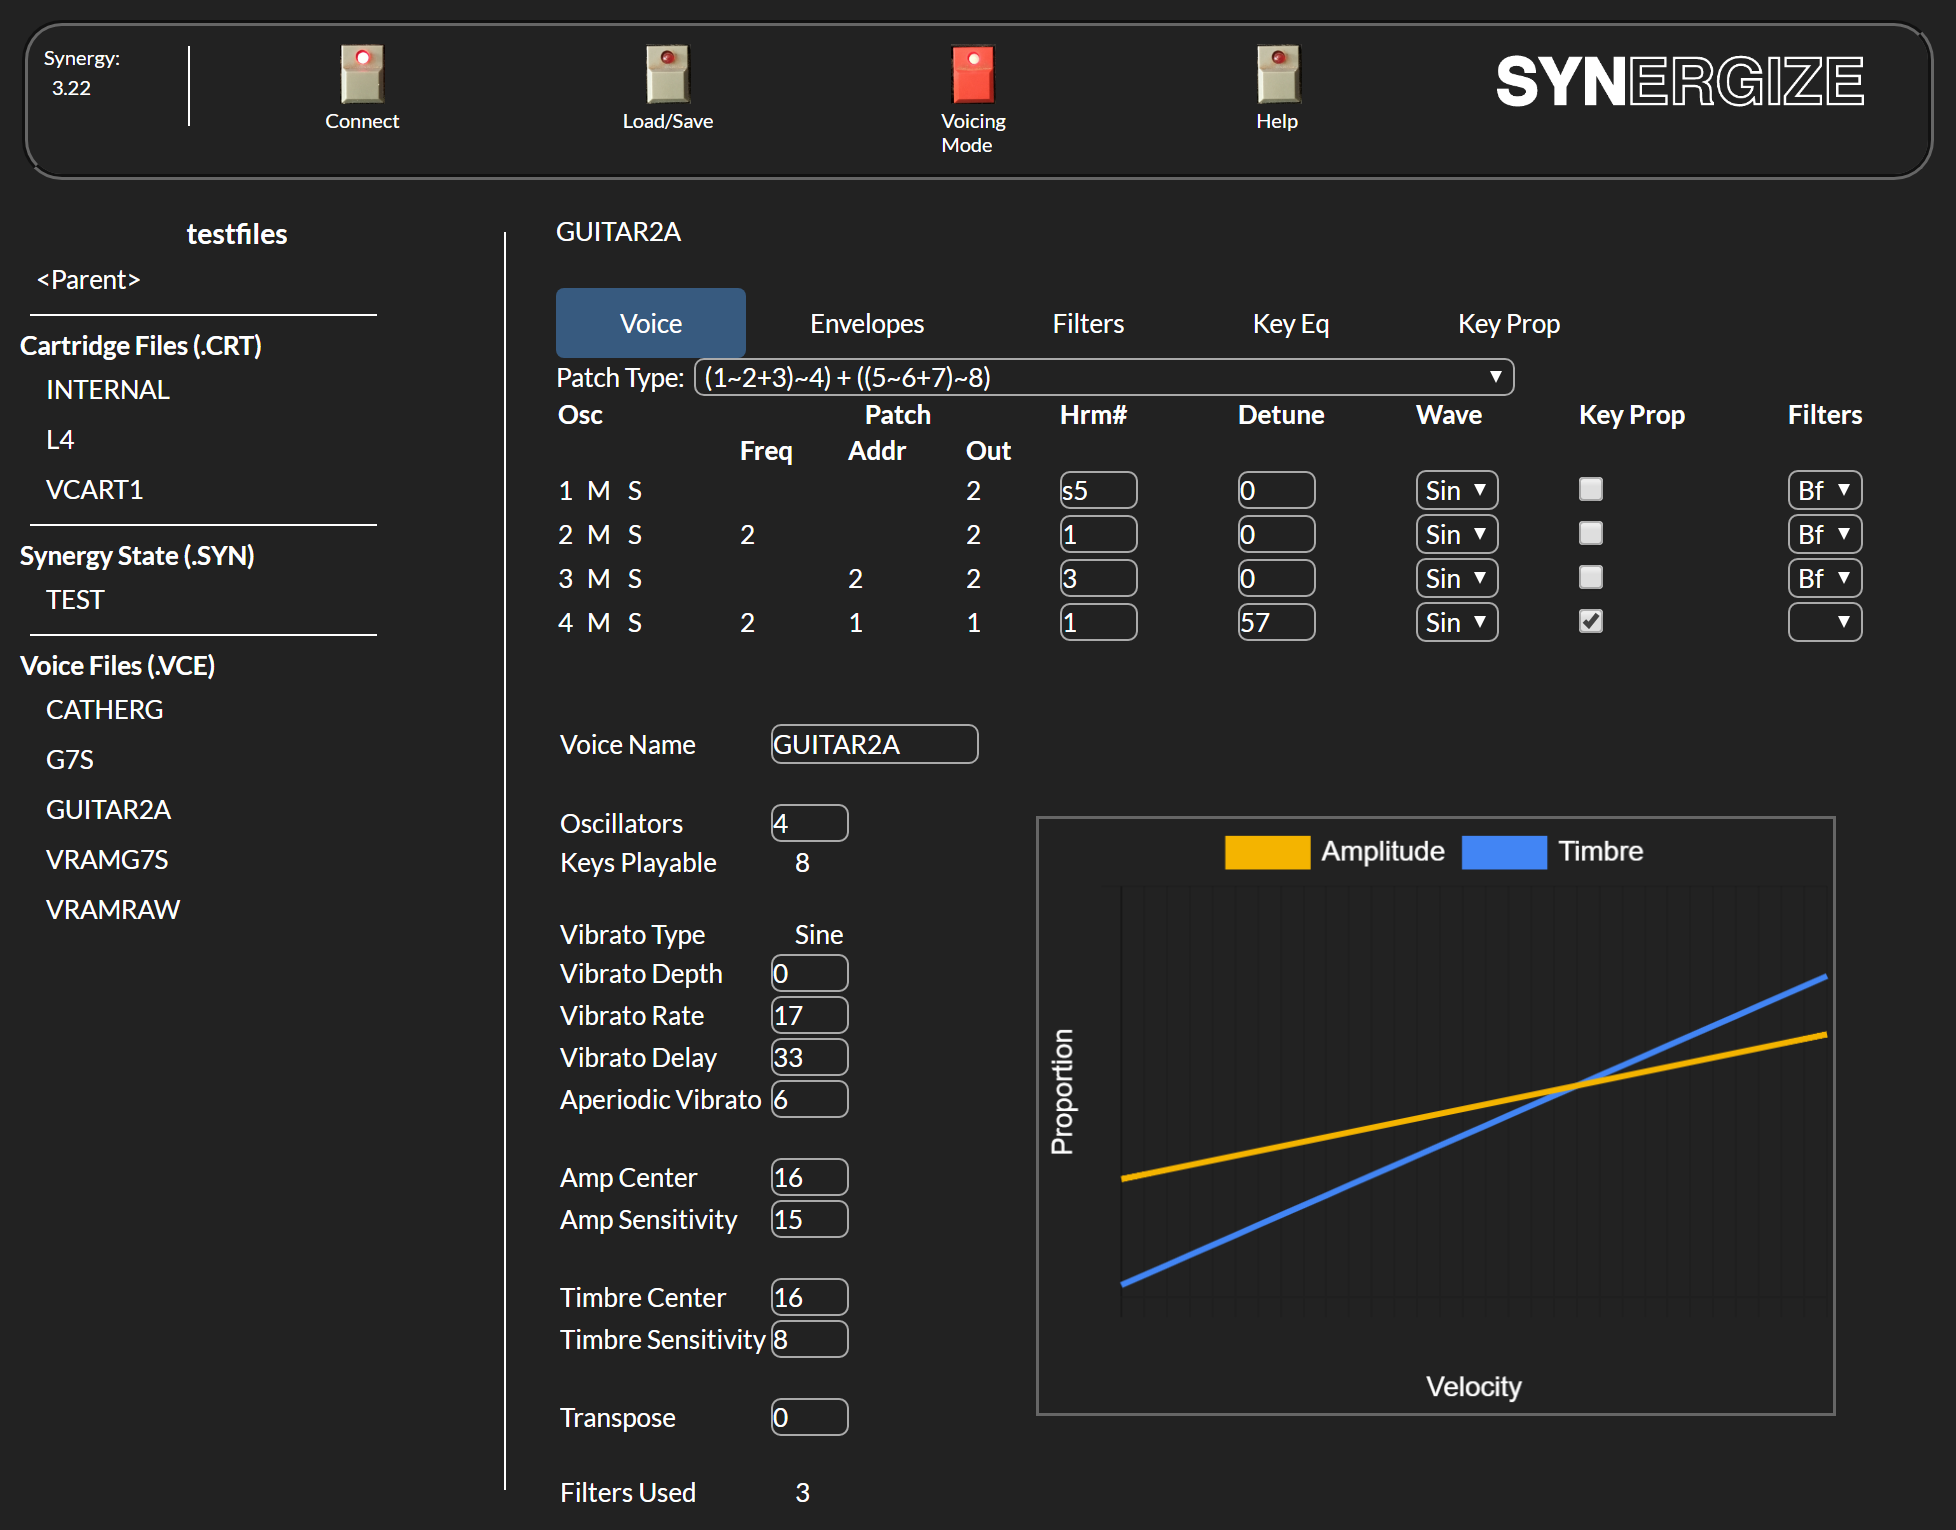 Synergy:
3.22
Connect
Load/Save
Voicing
Mode
Help
SYNERGIZE
testfiles
<Parent>
Cartridge Files (.CRT)
INTERNAL
L4
VCART1
Synergy State (.SYN)
TEST
Voice Files (.VCE)
CATHERG
G7S
GUITAR2A
VRAMG7S
VRAMRAW
GUITAR2A
Voice Envelopes Filters Key Eq Key Prop
Patch Type: (1~2+3)~4) + ((5~6+7)~8)
Osc Patch Hrm# Detune Wave Key Prop Filters
Freq Addr Out
1 M S 2 s5 0 Sin Bf
2 M S 2 2 1 0 Sin Bf
3 M S 2 2 3 0 Sin Bf
4 M S 2 1 1 1 57 Sin
Voice Name GUITAR2A
Oscillators 4
Keys Playable 8
Vibrato Type Sine
Vibrato Depth 0
Vibrato Rate 17
Vibrato Delay 33
Aperiodic Vibrato 6
Amp Center 16
Amp Sensitivity 15
Timbre Center 16
Timbre Sensitivity 8
Transpose 0
Filters Used 3
Amplitude Timbre
Proportion
Velocity